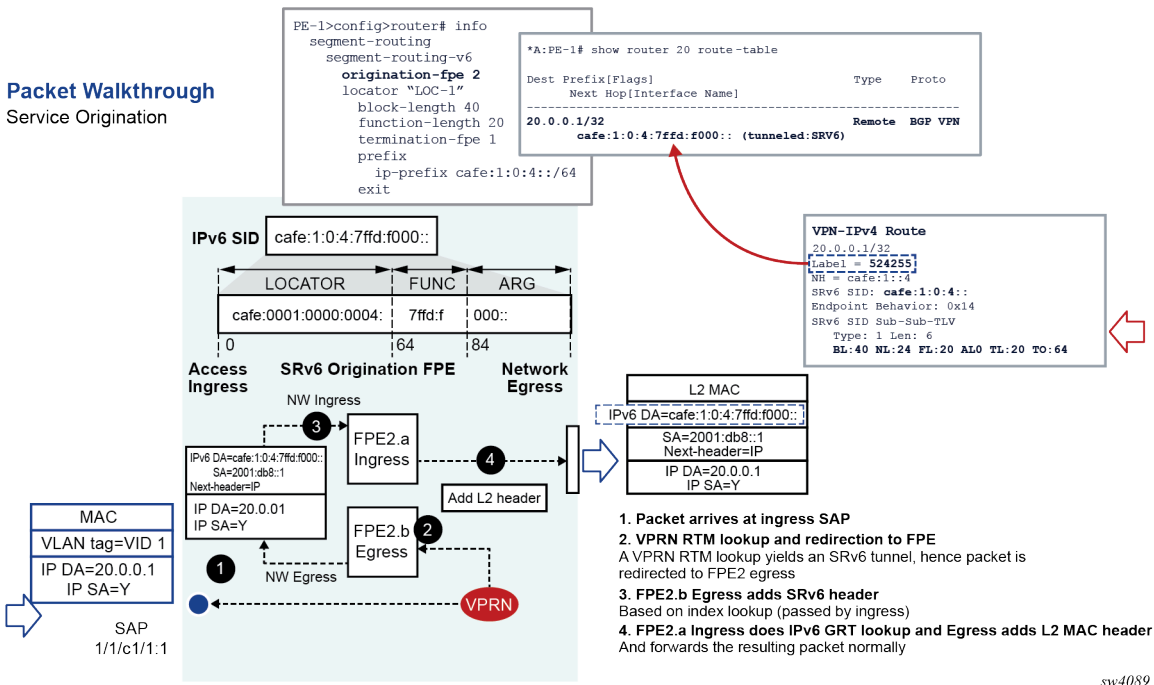 PE-1>config>router# info
segment-routing
segment-routing-v6
origination-fpe 2
locator “LOC-1”
block-length 40
function-length 20
termination-fpe 1
prefix
ip-prefix cafe:1:0:4::/64
exit
*A:PE-1# show router 20 route-table
Dest Prefix[Flags] Type Proto
Next Hop[Interface Name]
20.0.0.1/32 Remote BGP VPN
cafe:1:0:4:7ffd:f000:: (tunneled:SRV6)
Packet Walkthrough
Service Origination
VPN-IPv4 Route
20.0.0.1/32
Label = 524255
NH = cafe:1::4
SRv6 SID: cafe:1:0:4::
Endpoint Behavior: 0x14
SRv6 SID Sub-Sub-TLV
Type: 1 Len: 6
BL:40 NL:24 FL:20 AL0 TL:20 TO:64
IPv6 SID
cafe:1:0:4:7ffd:f000::
LOCATOR FUNC ARG
cafe:0001:0000:0004: 7ffd:f 000::
0 64 84
Access
Ingress
SRv6 Origination FPE
Network
Egress
NW Ingress
3
FPE2.a
Ingress
4
Add L2 header
IPv6 DA=cafe:1:0:4:7ffd:f000::
SA=2001:db8::1
Next-header=IP
IP DA=20.0.01
IP SA=Y
FPE2.b
Egress
2
NW Egress
1
VPRN
MAC
VLAN tag=VID 1
IP DA=20.0.0.1
IP SA=Y
SAP
1/1/c1/1:1
L2 MAC
IPv6 DA=cafe:1:0:4:7ffd:f000::
SA=2001:db8::1
Next-header=IP
IP DA=20.0.0.1
IP SA=Y
1. Packet arrives at ingress SAP
2. VPRN RTM lookup and redirection to FPE
A VPRN RTM lookup yields an SRv6 tunnel, hence packet is
redirected to FPE2 egress
3. FPE2.b Egress adds SRv6 header
Based on index lookup (passed by ingress)
4. FPE2.a Ingress does IPv6 GRT lookup and Egress adds L2 MAC header
And forwards the resulting packet normally
sw4089